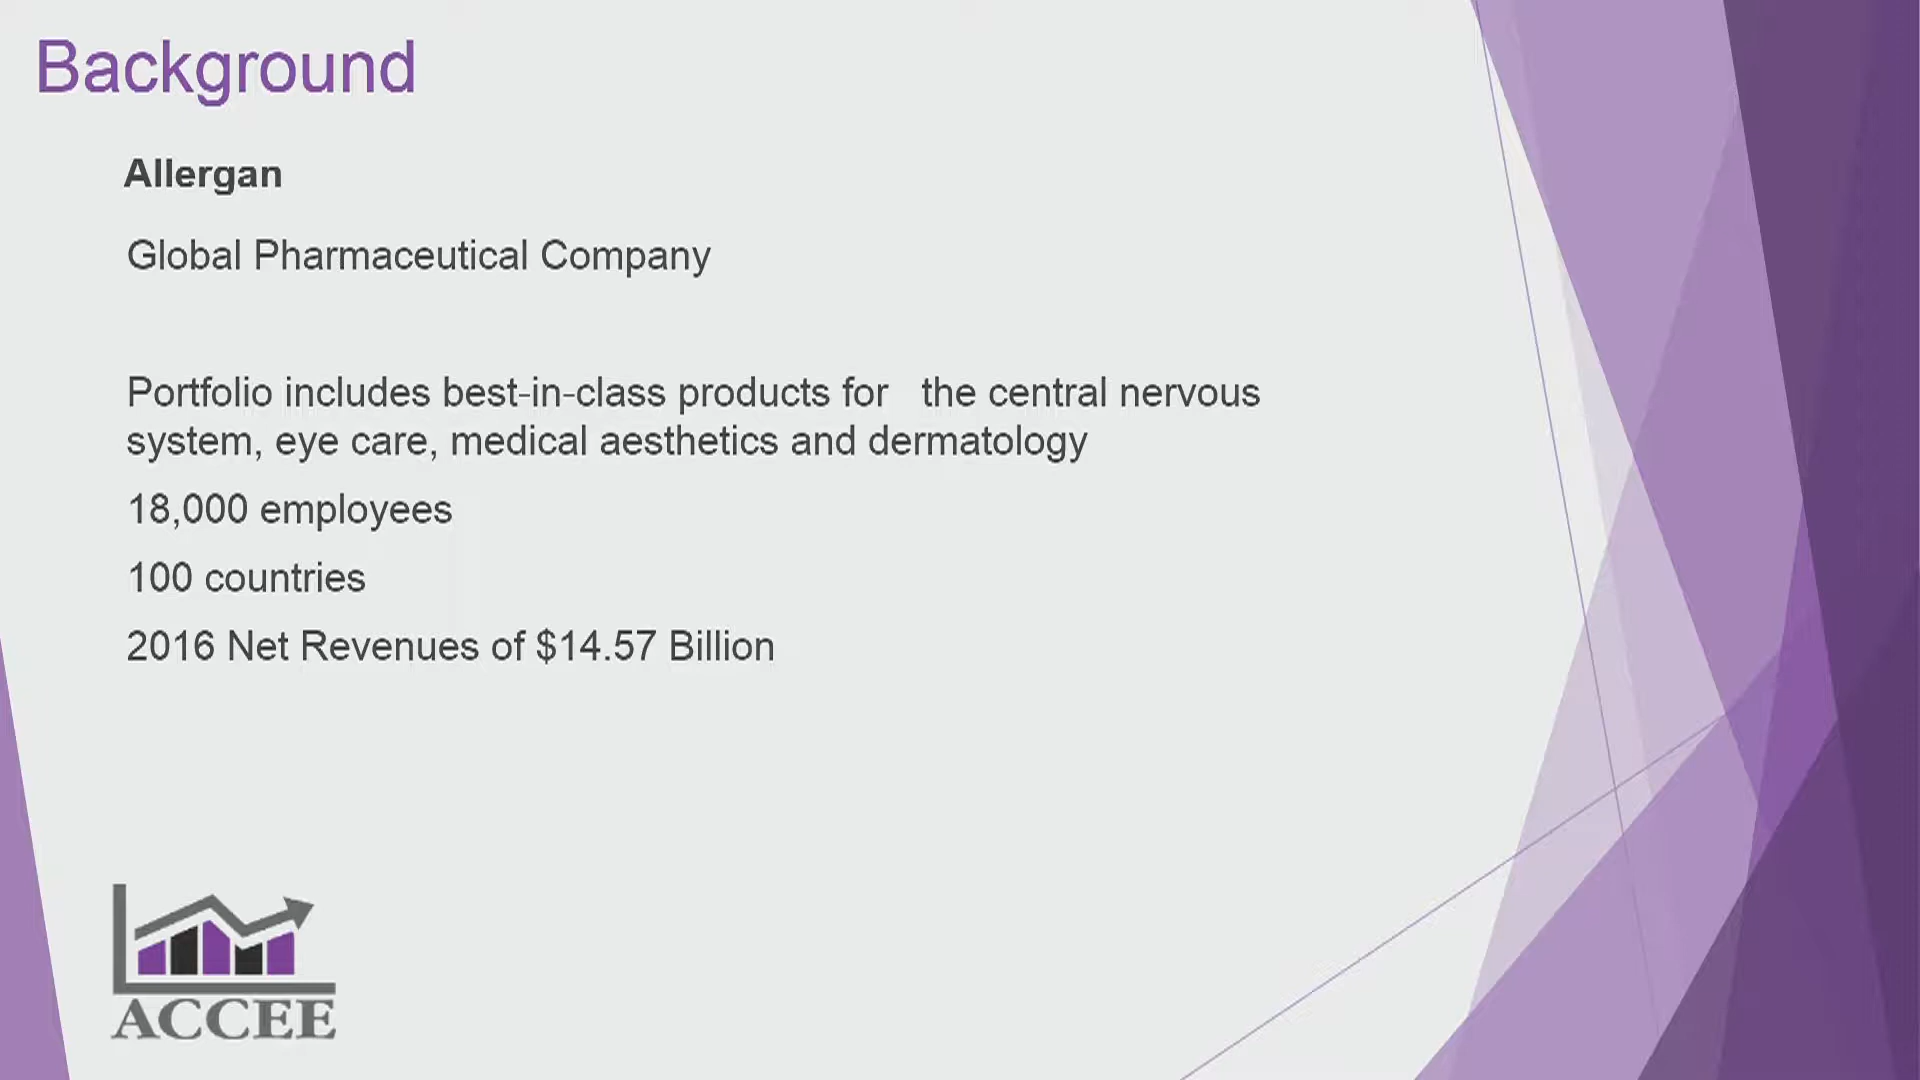 Background
Allergan
Global Pharmaceutical Company
Portfolio includes best-in-class products for   the central nervous
system, eye care, medical aesthetics and dermatology
18,000 employees
100 countries
2016 Net Revenues of $14.57 Billion
ACCEE